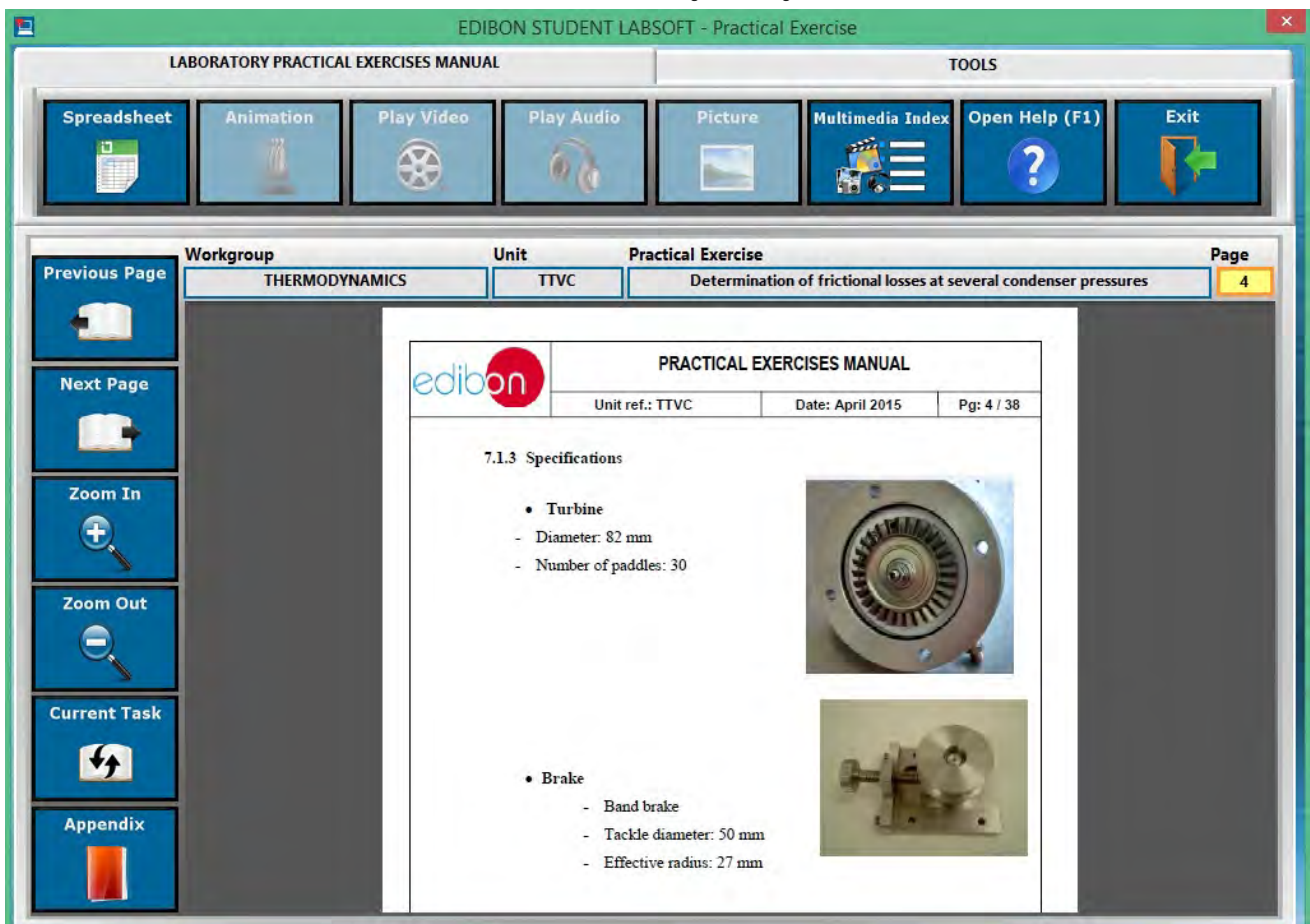 EDIBON STUDENT LABSOFT - Practical Exercise
LABORATORY PRACTICAL EXERCISES MANUAL
TOOLS
Spreadsheet
Animation
Play Video
Play Audio
Picture
Multimedia Index
Open Help (F1)
Exit
Previous Page
Next Page
Zoom In
Zoom Out
Current Task
Appendix
Workgroup
THERMODYNAMICS
Unit
TTVC
Practical Exercise
Determination of frictional losses at several condenser pressures
Page
4
edibon
PRACTICAL EXERCISES MANUAL
Unit ref.: TTVC
Date: April 2015
Pg: 4 / 38
7.1.3 Specifications
• Turbine
- Diameter: 82 mm
- Number of paddles: 30
• Brake
- Band brake
- Tackle diameter: 50 mm
- Effective radius: 27 mm